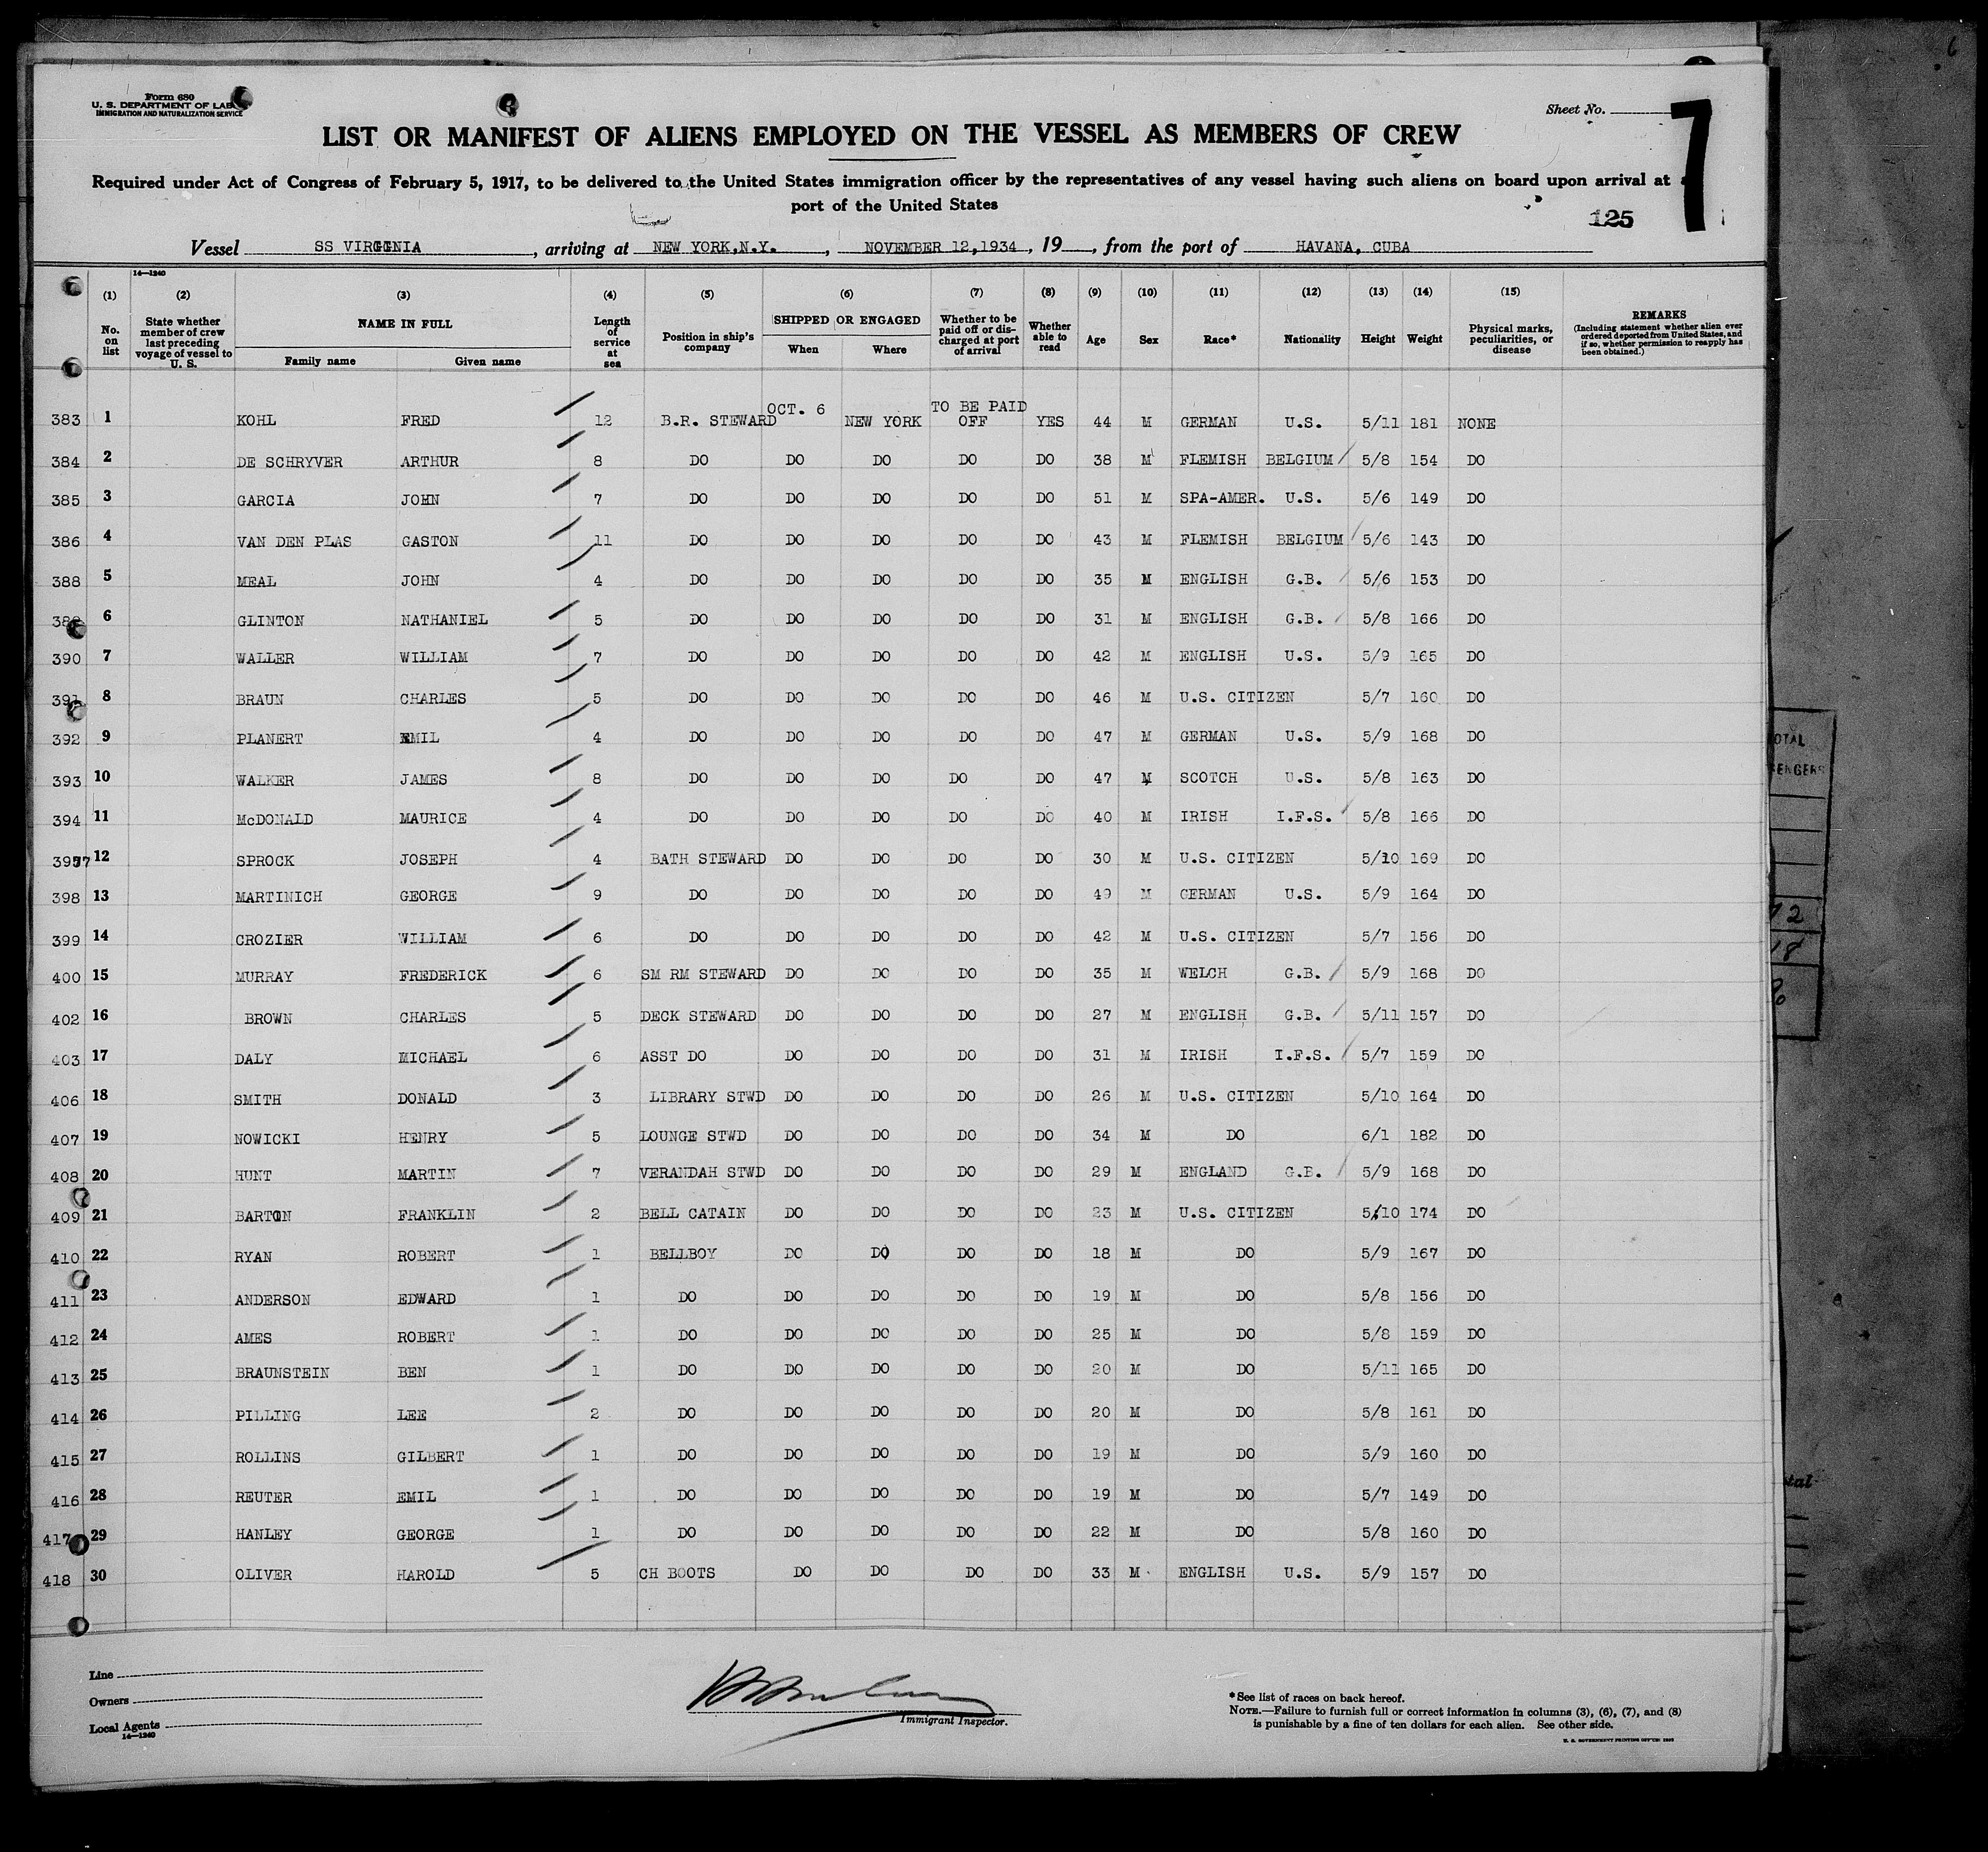 Form 680
U. S. DEPARTMENT OF LAB
IMMIGRATION AND NATURALIZATION SERVICE
Sheet No.
7
LIST OR MANIFEST OF ALIENS EMPLOYED ON THE VESSEL AS MEMBERS OF CREW
Required under Act of Congress of February 5, 1917, to be delivered to the United States immigration officer by the representatives of any vessel having such aliens on board upon arrival at
port of the United States
125
Vessel SS VIRGGNIA, arriving at NEW YORK,N.Y., NOVEMBER 12,1934, 19, from the port of HAVANA, CUBA
14—1240
(1) (2) (3) (4) (5) (6) (7) (8) (9) (10) (11) (12) (13) (14) (15)
No. on list State whether member of crew last preceding voyage of vessel to U. S. NAME IN FULL Family name Given name Length of service at sea Position in ship's company SHIPPED OR ENGAGED When Where Whether to be paid off or discharged at port of arrival Whether able to read Age Sex Race* Nationality Height Weight Physical marks, peculiarities, or disease REMARKS (Including statement whether alien ever ordered deported from United States, and if so, whether permission to reapply has been obtained.)
383 1 KOHL FRED 12 B.R. STEWARD OCT. 6 NEW YORK TO BE PAID OFF YES 44 M GERMAN U.S. 5/11 181 NONE
384 2 DE SCHRYVER ARTHUR 8 DO DO DO DO DO 38 M FLEMISH BELGIUM 5/8 154 DO
385 3 GARCIA JOHN 7 DO DO DO DO DO 51 M SPA-AMER. U.S. 5/6 149 DO
386 4 VAN DEN PLAS GASTON 11 DO DO DO DO DO 43 M FLEMISH BELGIUM 5/6 143 DO
388 5 MEAL JOHN 4 DO DO DO DO DO 35 M ENGLISH G.B. 5/6 153 DO
6 GLINTON NATHANIEL 5 DO DO DO DO DO 31 M ENGLISH G.B. 5/8 166 DO
390 7 WALLER WILLIAM 7 DO DO DO DO DO 42 M ENGLISH U.S. 5/9 165 DO
391 8 BRAUN CHARLES 5 DO DO DO DO DO 46 M U.S. CITIZEN 5/7 160 DO
392 9 PLANERT EMIL 4 DO DO DO DO DO 47 M GERMAN U.S. 5/9 168 DO
393 10 WALKER JAMES 8 DO DO DO DO DO 47 M SCOTCH U.S. 5/8 163 DO
394 11 McDONALD MAURICE 4 DO DO DO DO DO 40 M IRISH I.F.S. 5/8 166 DO
12 SPROCK JOSEPH 4 BATH STEWARD DO DO DO DO 30 M U.S. CITIZEN 5/10 169 DO
398 13 MARTINICH GEORGE 9 DO DO DO DO DO 49 M GERMAN U.S. 5/9 164 DO
399 14 CROZIER WILLIAM 6 DO DO DO DO DO 42 M U.S. CITIZEN 5/7 156 DO
400 15 MURRAY FREDERICK 6 SM RM STEWARD DO DO DO DO 35 M WELCH G.B. 5/9 168 DO
402 16 BROWN CHARLES 5 DECK STEWARD DO DO DO DO 27 M ENGLISH G.B. 5/11 157 DO
403 17 DALY MICHAEL 6 ASST DO DO DO DO DO 31 M IRISH I.F.S. 5/7 159 DO
406 18 SMITH DONALD 3 LIBRARY STWD DO DO DO DO 26 M U.S. CITIZEN 5/10 164 DO
407 19 NOWICKI HENRY 5 LOUNGE STWD DO DO DO DO 34 M DO 6/1 182 DO
408 20 HUNT MARTIN 7 VERANDAH STWD DO DO DO DO 29 M ENGLAND G.B. 5/9 168 DO
409 21 BARTON FRANKLIN 2 BELL CATAIN DO DO DO DO 23 M U.S. CITIZEN 5/10 174 DO
410 22 RYAN ROBERT 1 BELLBOY DO DO DO DO 18 M DO 5/9 167 DO
411 23 ANDERSON EDWARD 1 DO DO DO DO DO 19 M DO 5/8 156 DO
412 24 AMES ROBERT 1 DO DO DO DO DO 25 M DO 5/8 159 DO
413 25 BRAUNSTEIN BEN 1 DO DO DO DO DO 20 M DO 5/11 165 DO
414 26 PILLING LEE 2 DO DO DO DO DO 20 M DO 5/8 161 DO
415 27 ROLLINS GILBERT 1 DO DO DO DO DO 19 M DO 5/9 160 DO
416 28 REUTER EMIL 1 DO DO DO DO DO 19 M DO 5/7 149 DO
417 29 HANLEY GEORGE 1 DO DO DO DO DO 22 M DO 5/8 160 DO
418 30 OLIVER HAROLD 5 CH BOOTS DO DO DO DO 33 M ENGLISH U.S. 5/9 157 DO
Line
Owners
Local Agents
14—1240
Immigrant Inspector.
*See list of races on back hereof.
NOTE.—Failure to furnish full or correct information in columns (3), (6), (7), and (8)
is punishable by a fine of ten dollars for each alien. See other side.
U. S. GOVERNMENT PRINTING OFFICE